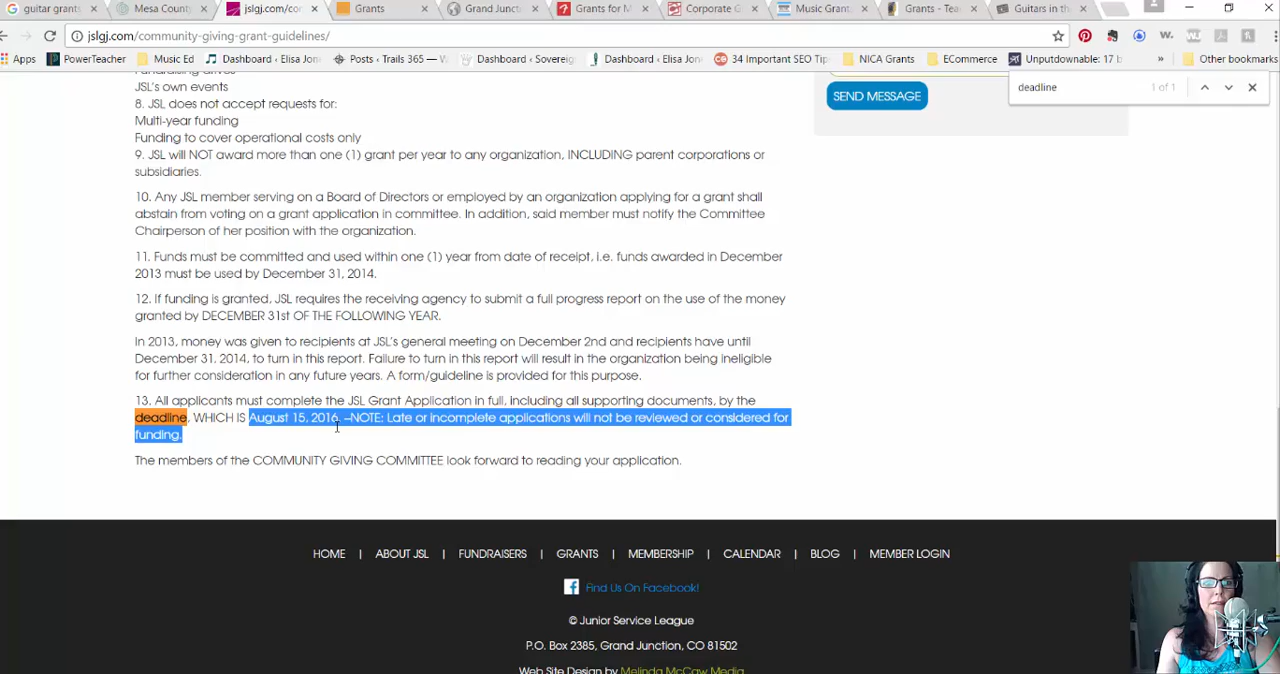 guitar grants
Mesa County
jslgj.com/com
Grants
Grand Junct
Grants for M
Corporate G
Music Grant
Grants - Tea
Guitars in th
jslgj.com/community-giving-grant-guidelines/
Apps PowerTeacher Music Ed Dashboard ‹ Elisa Jo Posts ‹ Trails 365 — W Dashboard ‹ Sovereig Dashboard ‹ Elisa Jon 34 Important SEO Tip NICA Grants ECommerce Unputdownable: 17 b » Other bookmarks
deadline 1 of 1
Fundraising drives
JSL's own events
SEND MESSAGE
8. JSL does not accept requests for:
Multi-year funding
Funding to cover operational costs only
9. JSL will NOT award more than one (1) grant per year to any organization, INCLUDING parent corporations or
subsidiaries.
10. Any JSL member serving on a Board of Directors or employed by an organization applying for a grant shall
abstain from voting on a grant application in committee. In addition, said member must notify the Committee
Chairperson of her position with the organization.
11. Funds must be committed and used within one (1) year from date of receipt, i.e. funds awarded in December
2013 must be used by December 31, 2014.
12. If funding is granted, JSL requires the receiving agency to submit a full progress report on the use of the money
granted by DECEMBER 31st OF THE FOLLOWING YEAR.
In 2013, money was given to recipients at JSL's general meeting on December 2nd and recipients have until
December 31, 2014, to turn in this report. Failure to turn in this report will result in the organization being ineligible
for further consideration in any future years. A form/guideline is provided for this purpose.
13. All applicants must complete the JSL Grant Application in full, including all supporting documents, by the
deadline, WHICH IS August 15, 2016. –NOTE: Late or incomplete applications will not be reviewed or considered for
funding.
The members of the COMMUNITY GIVING COMMITTEE look forward to reading your application.
HOME | ABOUT JSL | FUNDRAISERS | GRANTS | MEMBERSHIP | CALENDAR | BLOG | MEMBER LOGIN
Find Us On Facebook!
© Junior Service League
P.O. Box 2385, Grand Junction, CO 81502
Web Site Design by Melinda McCaw Media